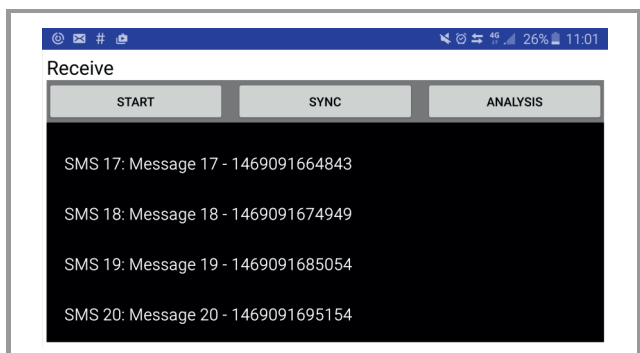 # 4G 26% 11:01
Receive
START SYNC ANALYSIS
SMS 17: Message 17 - 1469091664843
SMS 18: Message 18 - 1469091674949
SMS 19: Message 19 - 1469091685054
SMS 20: Message 20 - 1469091695154